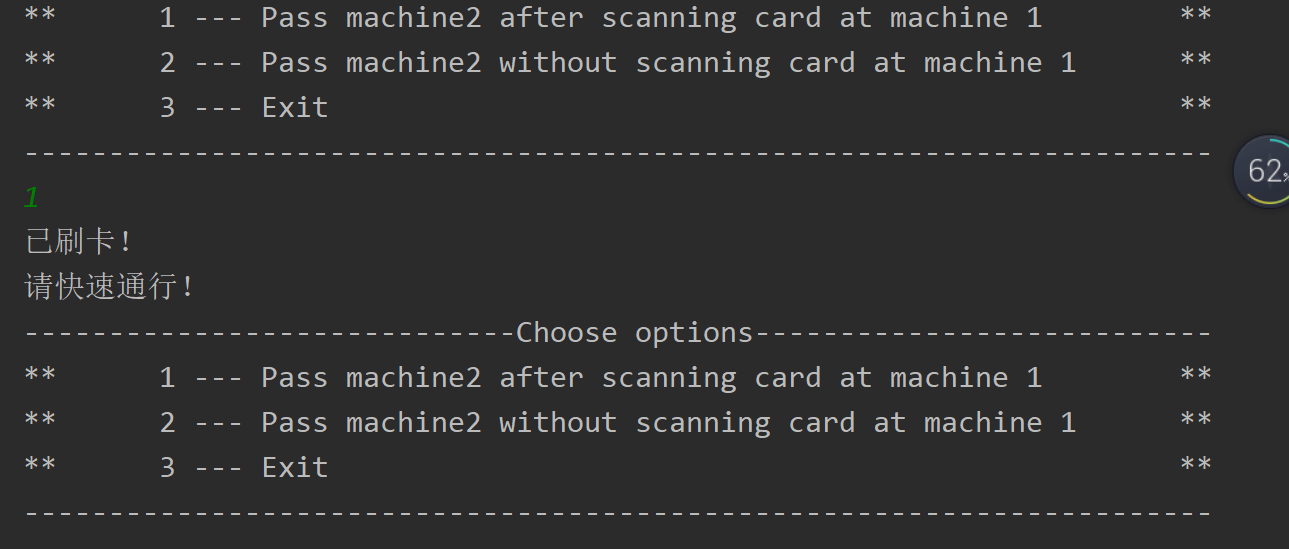 **      1 --- Pass machine2 after scanning card at machine 1        **
**      2 --- Pass machine2 without scanning card at machine 1      **
**      3 --- Exit                                                  **
----------------------------------------------------------------------
1
已刷卡!
请快速通行!
-----------------------------Choose options---------------------------
**      1 --- Pass machine2 after scanning card at machine 1        **
**      2 --- Pass machine2 without scanning card at machine 1      **
**      3 --- Exit                                                  **
----------------------------------------------------------------------
62%